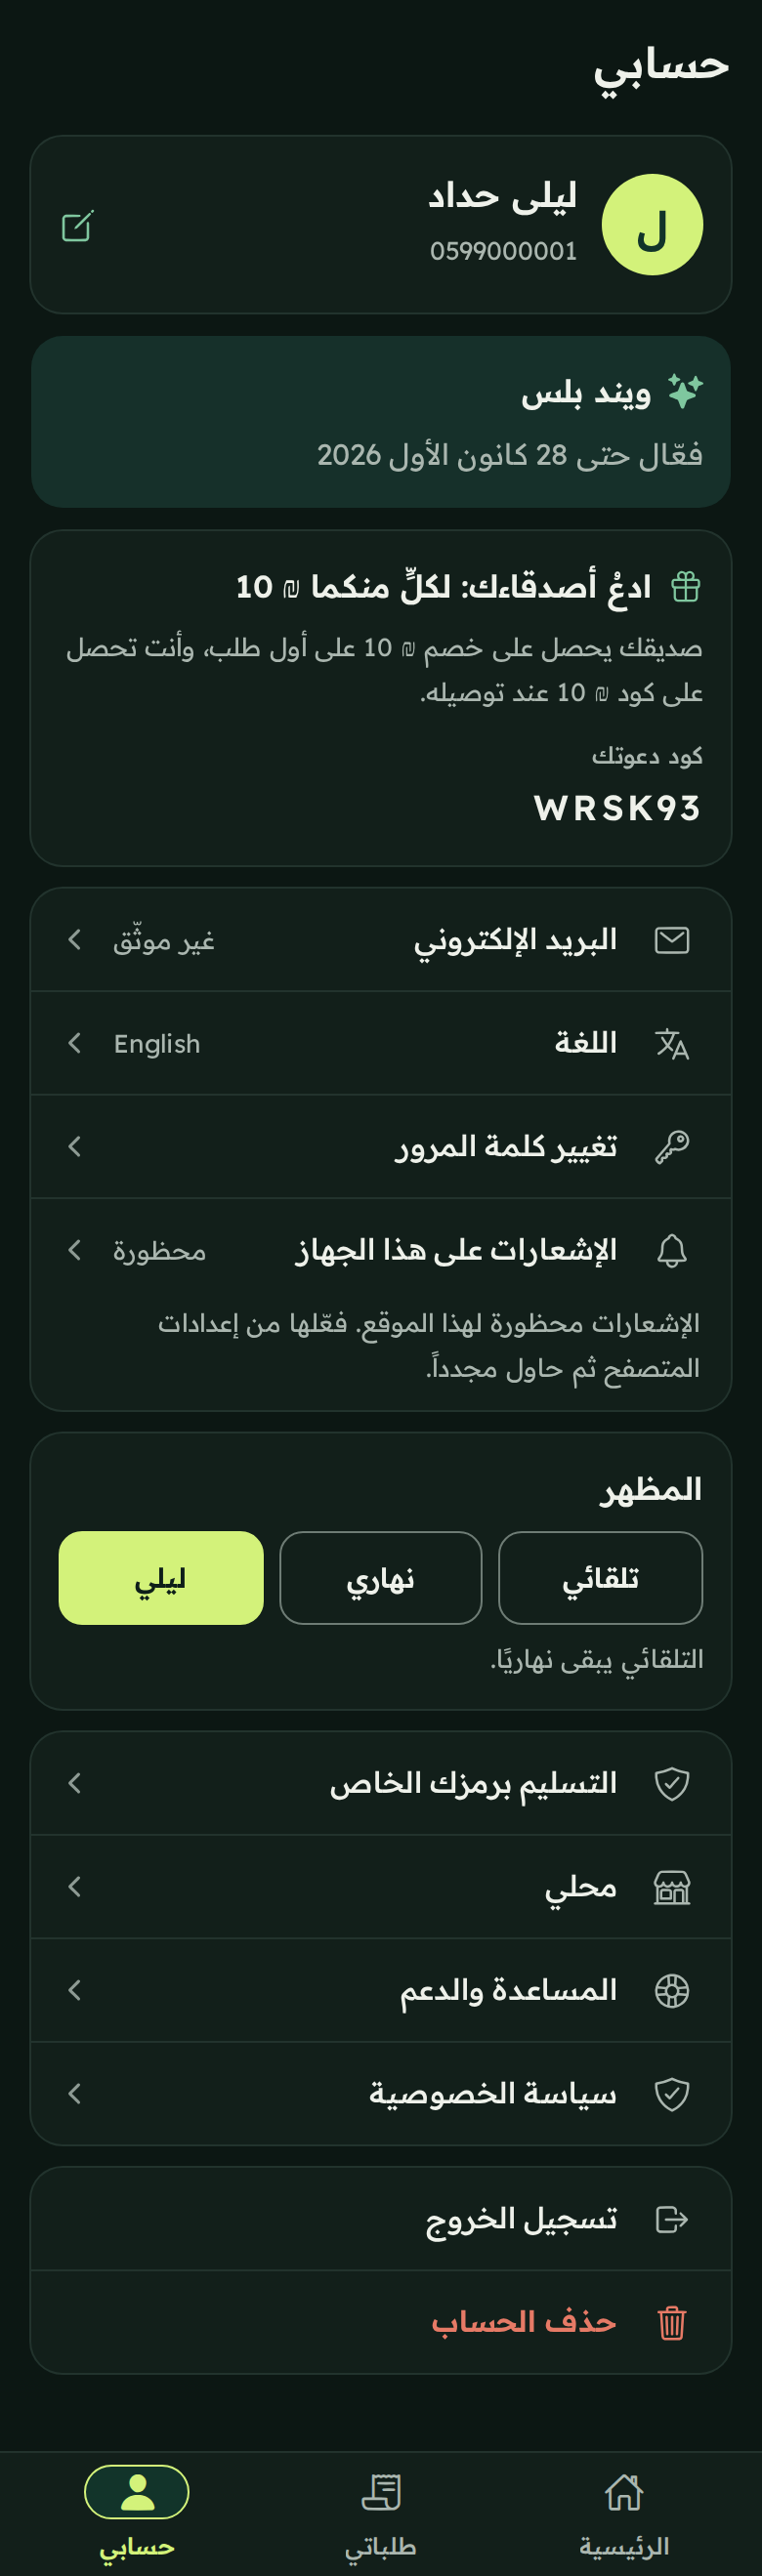 حسابي
ل
ليلى حداد
0599000001
ويند بلس
فعّال حتى 28 كانون الأول 2026
ادعُ أصدقاءك: لكلٍّ منكما ₪ 10
صديقك يحصل على خصم ₪ 10 على أول طلب، وأنت تحصل
على كود ₪ 10 عند توصيله.
كود دعوتك
WRSK93
البريد الإلكتروني غير موثّق
اللغة English
تغيير كلمة المرور
الإشعارات على هذا الجهاز محظورة
الإشعارات محظورة لهذا الموقع. فعّلها من إعدادات
المتصفح ثم حاول مجدداً.
المظهر
تلقائي نهاري ليلي
التلقائي يبقى نهاريًا.
التسليم برمزك الخاص
محلي
المساعدة والدعم
سياسة الخصوصية
تسجيل الخروج
حذف الحساب
الرئيسية طلباتي حسابي